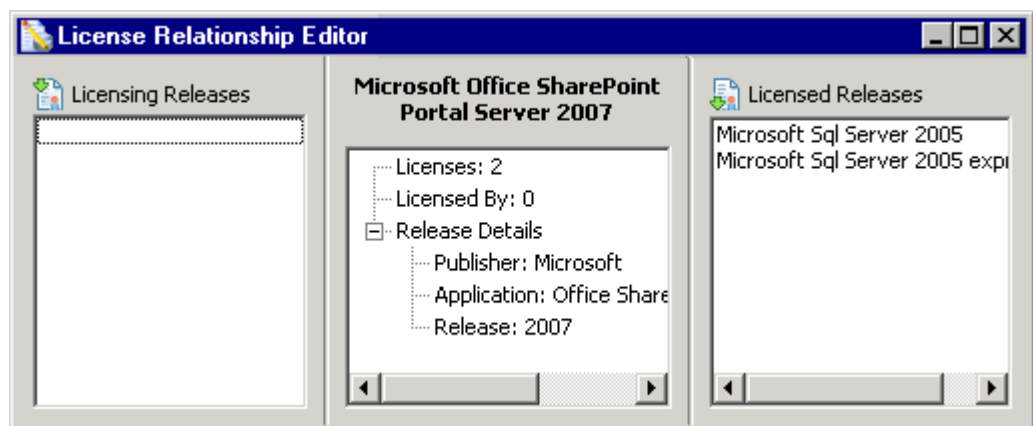 License Relationship Editor
Licensing Releases
Microsoft Office SharePoint
Portal Server 2007
Licenses: 2
Licensed By: 0
Release Details
Publisher: Microsoft
Application: Office Share
Release: 2007
Licensed Releases
Microsoft Sql Server 2005
Microsoft Sql Server 2005 expr